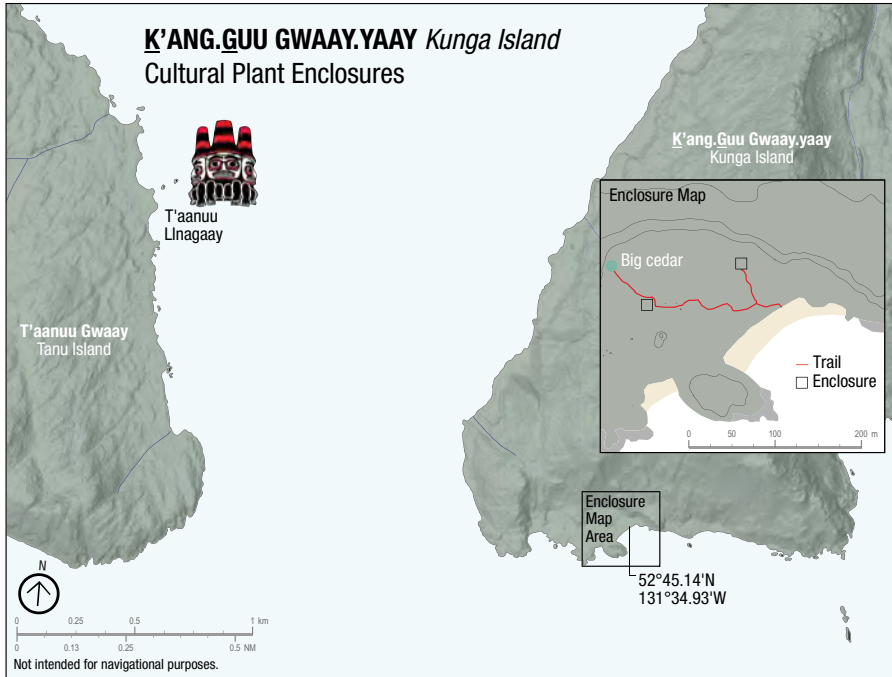 K'ANG.GUU GWAAY.YAAY Kunga Island
Cultural Plant Enclosures
T'aanuu
Llnagaay
T'aanuu Gwaay
Tanu Island
K'ang.Guu Gwaay.yaay
Kunga Island
Enclosure Map
Big cedar
Trail
Enclosure
0 50 100 200 m
Enclosure
Map
Area
52°45.14'N
131°34.93'W
N
0 0.25 0.5 1 km
0 0.13 0.25 0.5 NM
Not intended for navigational purposes.